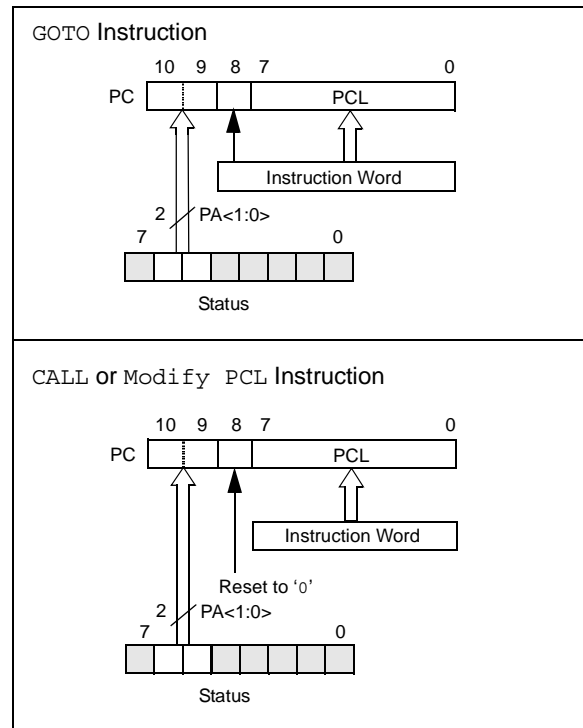 GOTO Instruction
10 9 8 7 0
PC PCL
Instruction Word
2 PA<1:0>
7 0
Status
CALL or Modify PCL Instruction
10 9 8 7 0
PC PCL
Instruction Word
Reset to ‘0’
2 PA<1:0>
7 0
Status